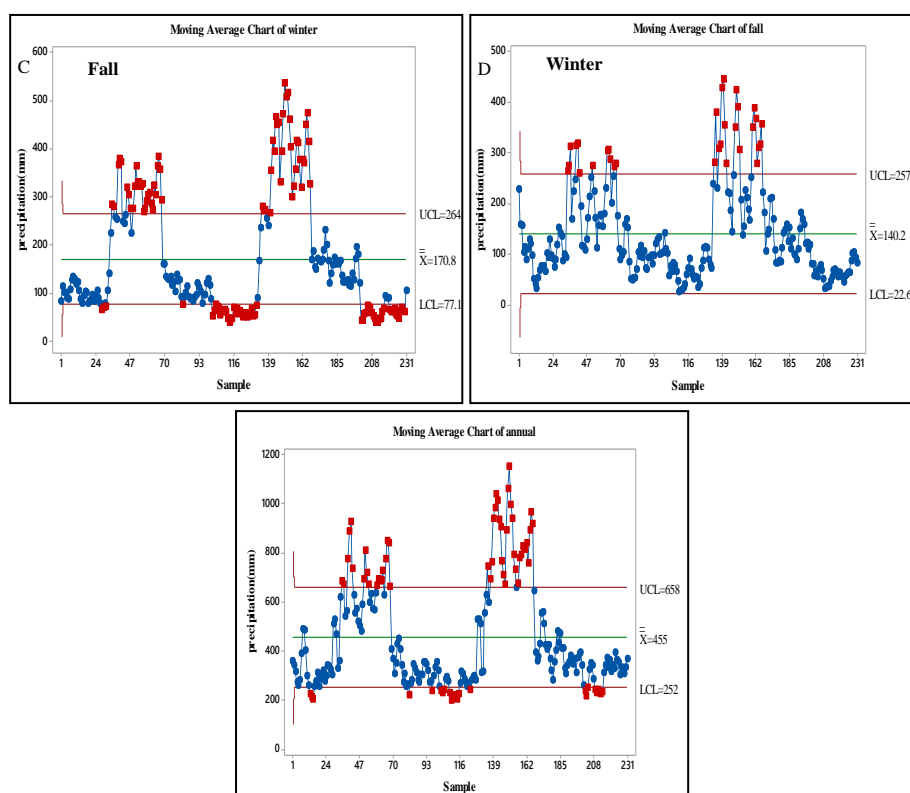 Moving Average Chart of winter
C
Fall
precipitation(mm)
600
500
400
300
200
100
0
UCL=264
X=170.8
LCL=77.1
1 24 47 70 93 116 139 162 185 208 231
Sample
Moving Average Chart of fall
D
Winter
precipitation(mm)
500
400
300
200
100
0
UCL=257
X=140.2
LCL=22.6
1 24 47 70 93 116 139 162 185 208 231
Sample
Moving Average Chart of annual
precipitation(mm)
1200
1000
800
600
400
200
0
UCL=658
X=455
LCL=252
1 24 47 70 93 116 139 162 185 208 231
Sample